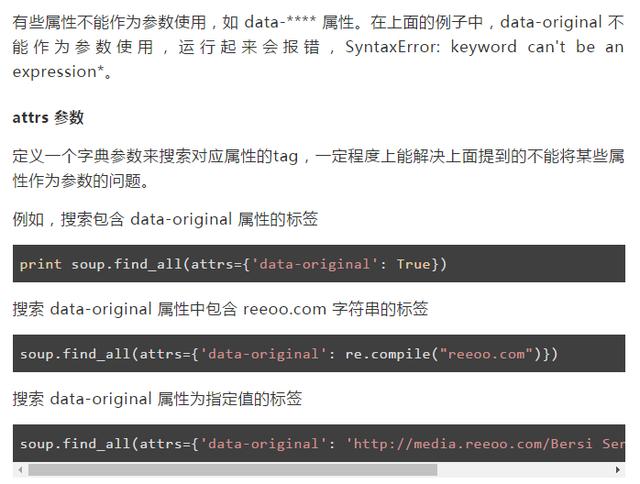 有些属性不能作为参数使用，如 data-**** 属性。在上面的例子中，data-original 不
能作为参数使用，运行起来会报错，SyntaxError: keyword can't be an
expression*。
attrs 参数
定义一个字典参数来搜索对应属性的tag，一定程度上能解决上面提到的不能将某些属
性作为参数的问题。
例如，搜索包含 data-original 属性的标签
print soup.find_all(attrs={'data-original': True})
搜索 data-original 属性中包含 reeoo.com 字符串的标签
soup.find_all(attrs={'data-original': re.compile("reeoo.com")})
搜索 data-original 属性为指定值的标签
soup.find_all(attrs={'data-original': 'http://media.reeoo.com/Bersi Ser